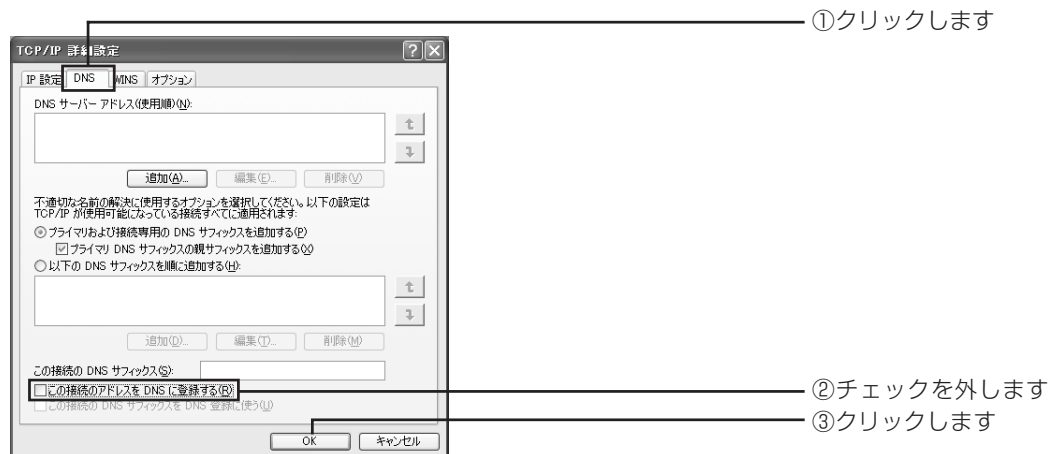 ①クリックします
TCP/IP 詳細設定
IP 設定 DNS WINS オプション
DNS サーバー アドレス(使用順)(N):
追加(A)... 編集(E)... 削除(V)
不適切な名前の解決に使用するオプションを選択してください。以下の設定は
TCP/IP が使用可能になっている接続すべてに適用されます:
プライマリおよび接続専用の DNS サフィックスを追加する(P)
プライマリ DNS サフィックスの親サフィックスを追加する(X)
以下の DNS サフィックスを順に追加する(H):
追加(D)... 編集(T)... 削除(M)
この接続の DNS サフィックス(S):
この接続のアドレスを DNS に登録する(R)
②チェックを外します
この接続の DNS サフィックスを DNS 登録に使う(U)
③クリックします
OK キャンセル